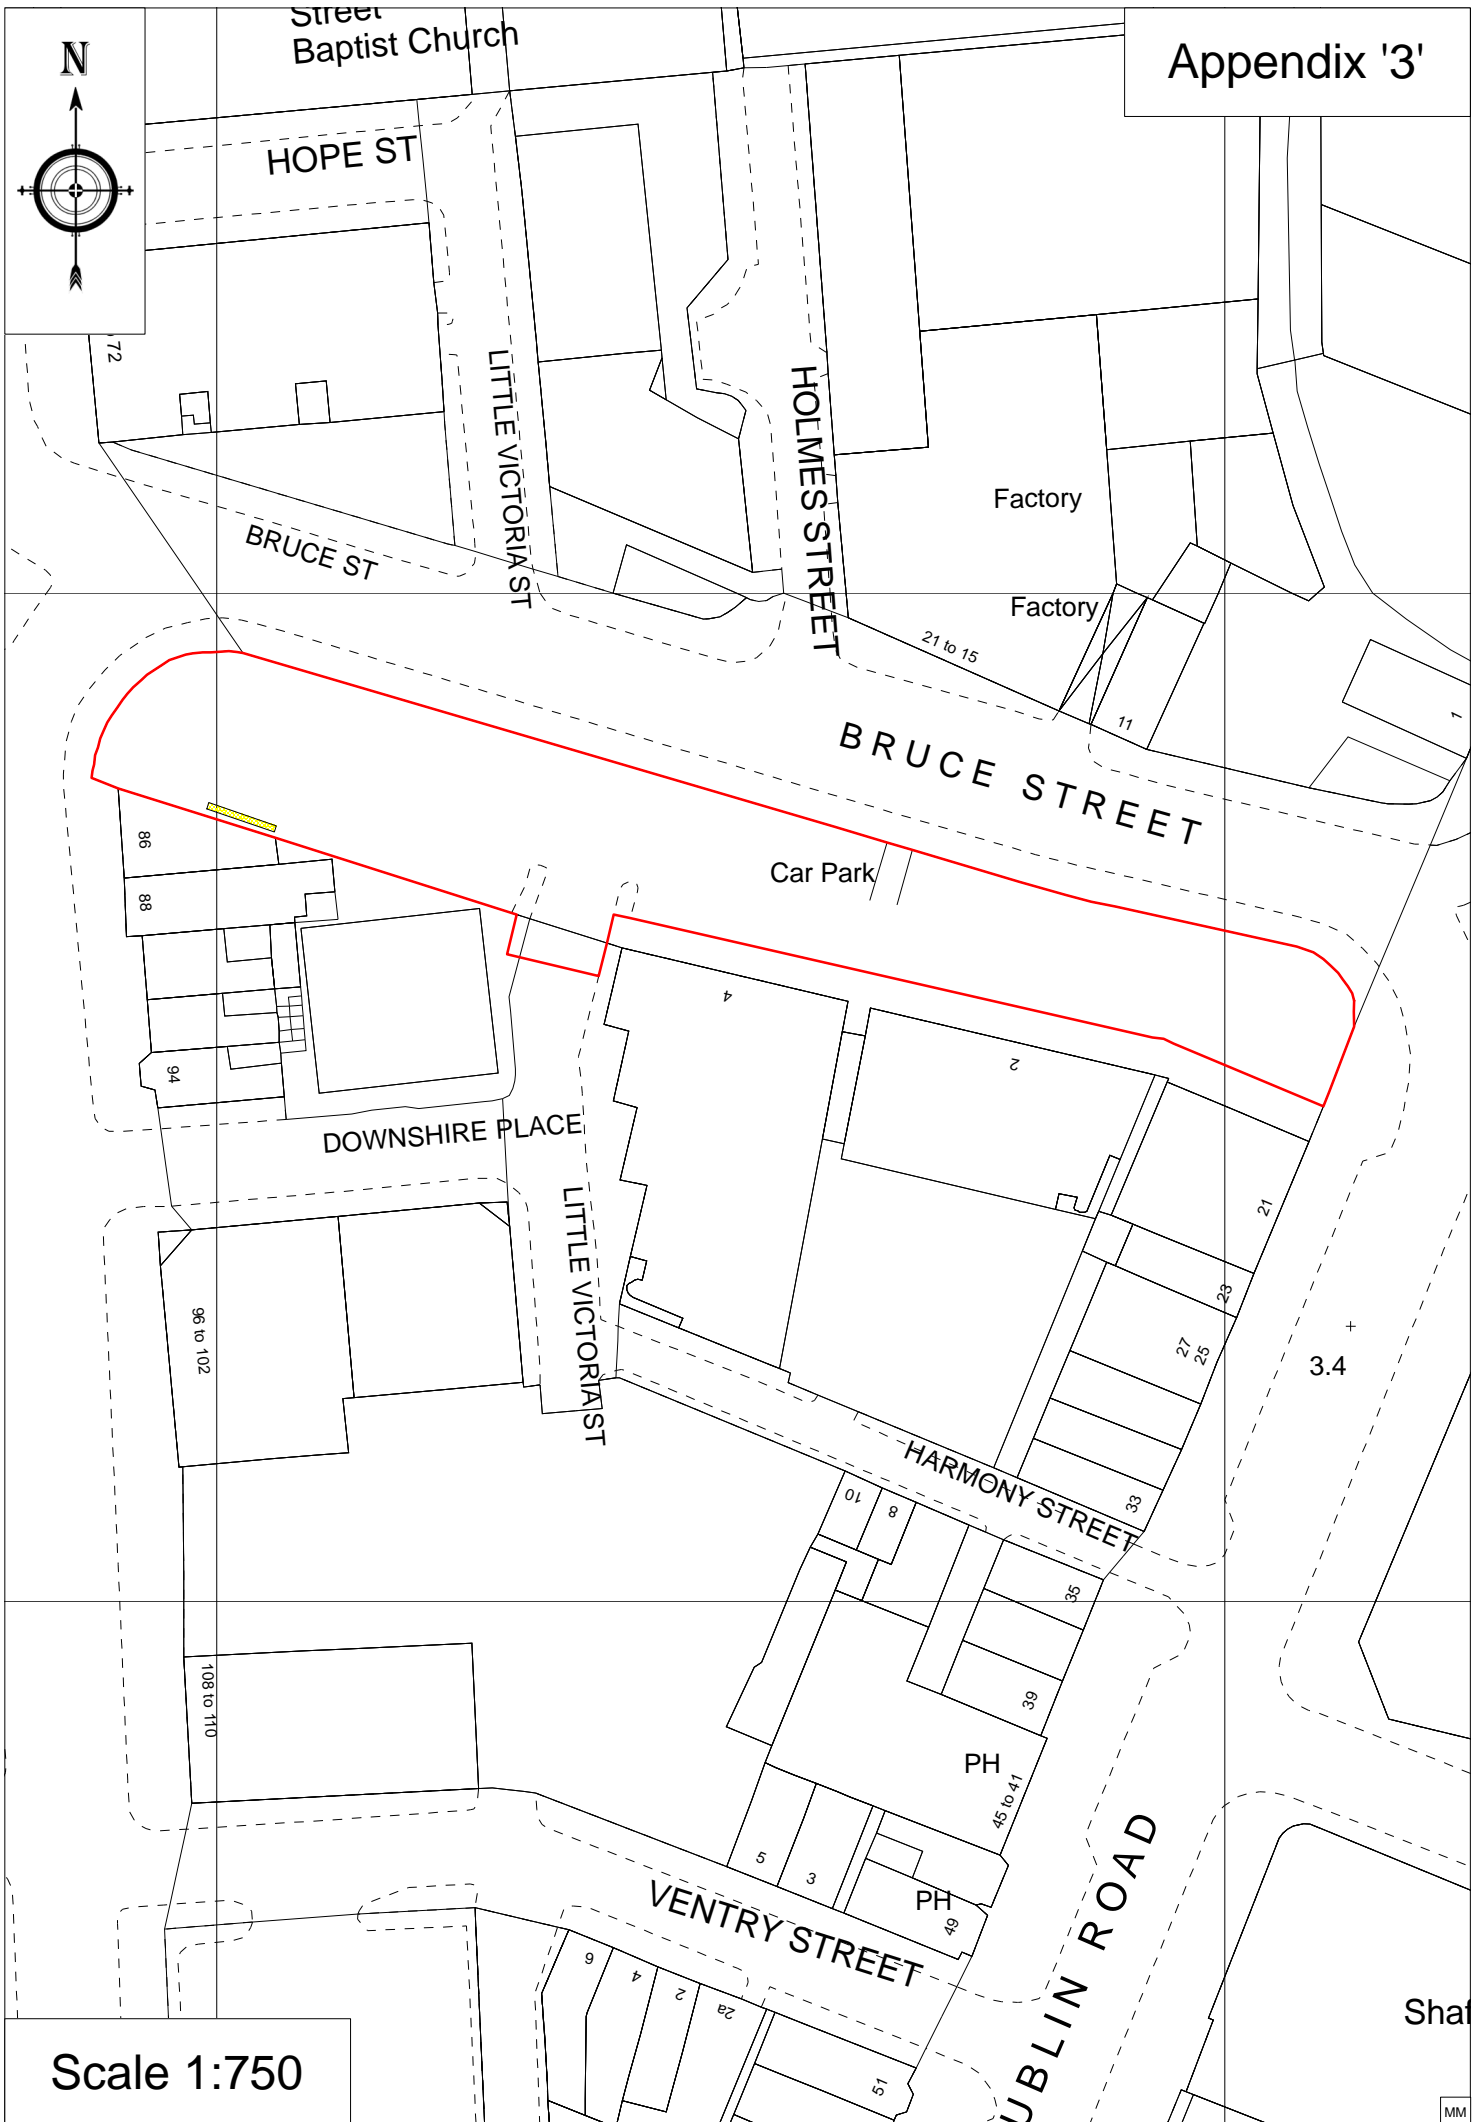 Street
Baptist Church
N
Appendix '3'
HOPE ST
72
LITTLE VICTORIA ST
HOLMES STREET
Factory
BRUCE ST
Factory
21 to 15
11
1
BRUCE STREET
86
Car Park
88
4
2
94
DOWNSHIRE PLACE
LITTLE VICTORIA ST
21
23
96 to 102
27
25
3.4
HARMONY STREET
10
8
33
35
39
108 to 110
PH
45 to 41
5
3
PH
49
VENTRY STREET
UBLIN ROAD
6
4
2
2a
51
Shaf
Scale 1:750
MM